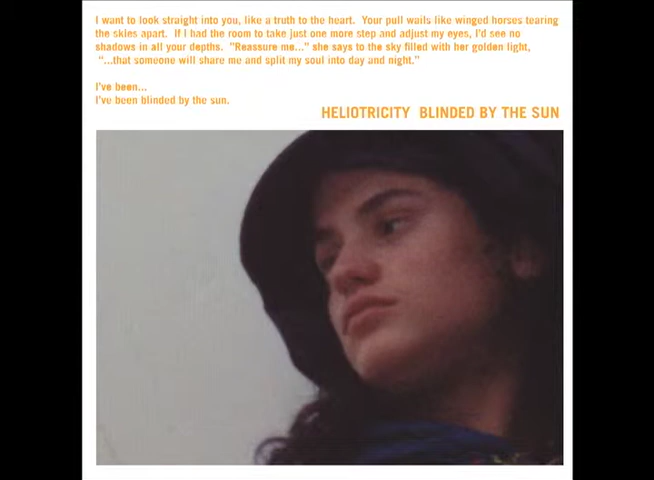 I want to look straight into you, like a truth to the heart.  Your pull wails like winged horses tearing
the skies apart.  If I had the room to take just one more step and adjust my eyes, I'd see no
shadows in all your depths.  "Reassure me..." she says to the sky filled with her golden light,
"...that someone will share me and split my soul into day and night."
I've been...
I've been blinded by the sun.
HELIOTRICITY  BLINDED BY THE SUN